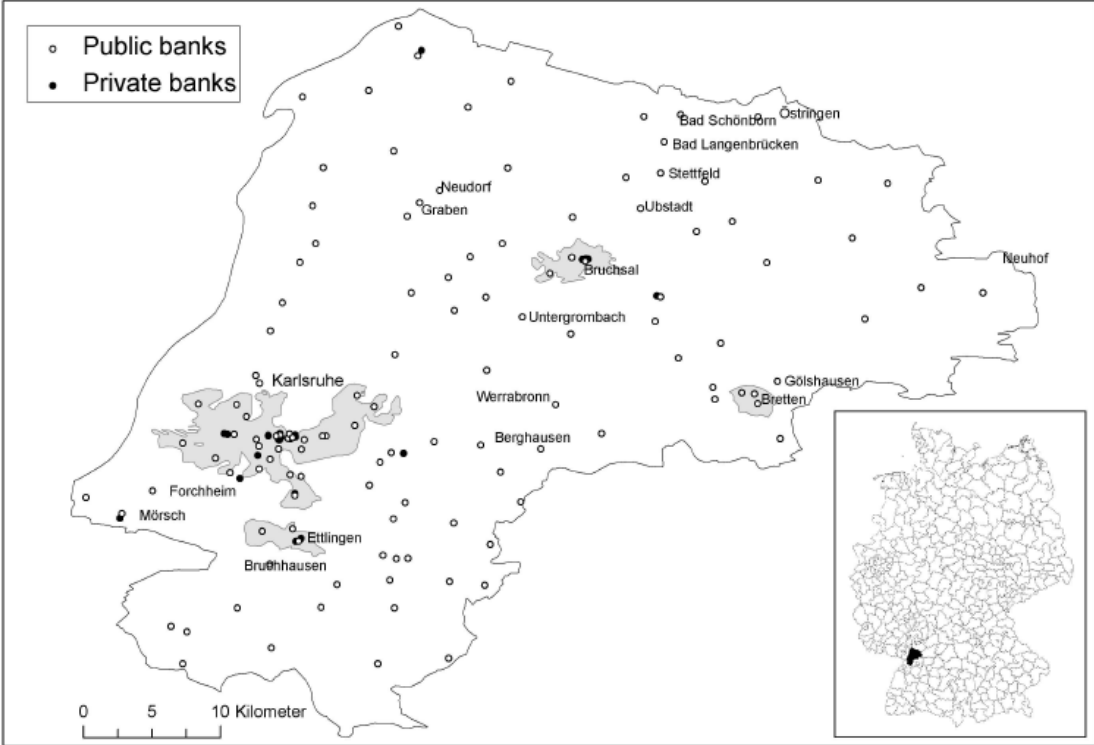 Public banks
Private banks
Östringen
Bad Schönborn
Bad Langenbrücken
Stettfeld
Neudorf
Graben
Ubstadt
Neuhof
Bruchsal
Untergrombach
Karlsruhe
Gölshausen
Bretten
Werrabronn
Berghausen
Forchheim
Mörsch
Ettlingen
Bruchhausen
0 5 10 Kilometer